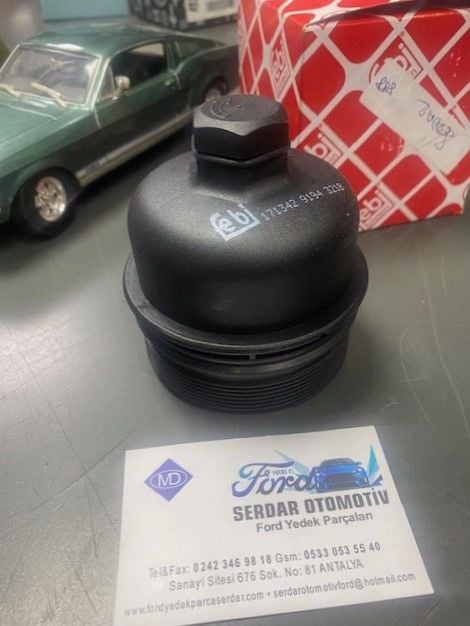 febi
febi 171342 9194 3218
MD
Ford
SERDAR OTOMOTİV
Ford Yedek Parçaları
Tel&Fax: 0242 346 98 18 Gsm: 0533 053 55 40
Sanayi Sitesi 676 Sok. No: 81 ANTALYA
www.fordyedekparcaserdar.com • serdarotomotivford@hotmail.com